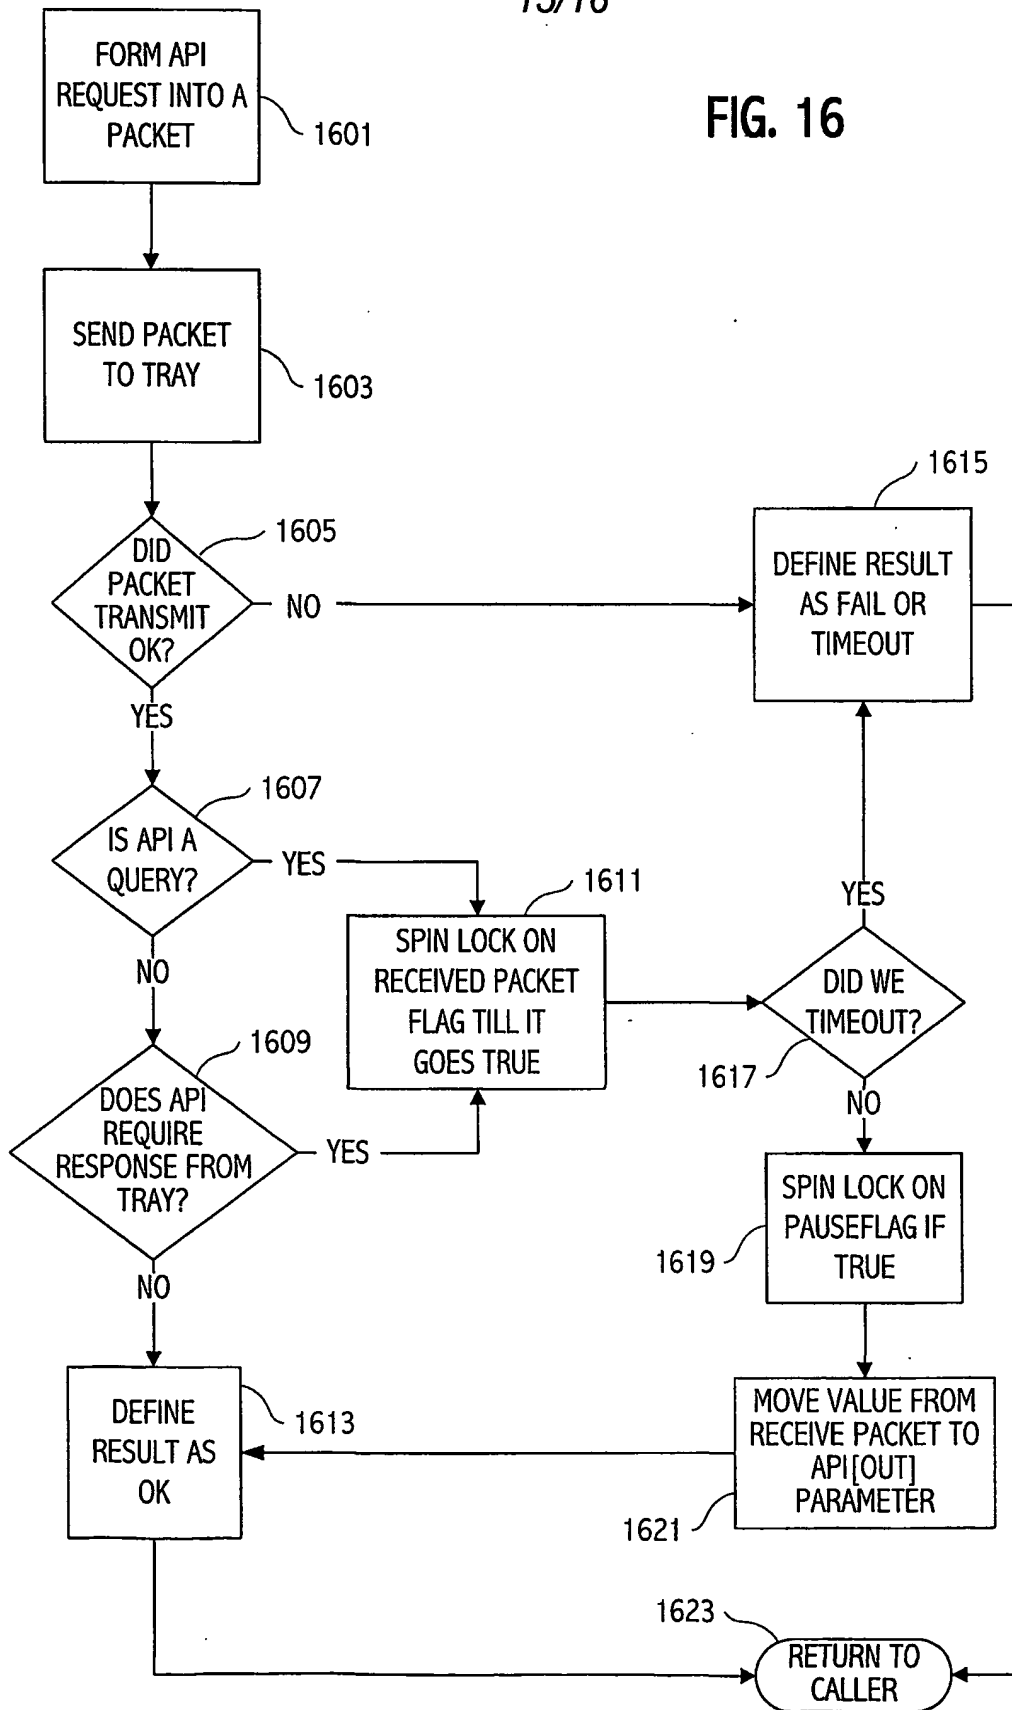 FORM API
REQUEST INTO A
PACKET
1601
FIG. 16
SEND PACKET
TO TRAY
1603
1605
DID
PACKET
TRANSMIT
OK?
NO
1615
DEFINE RESULT
AS FAIL OR
TIMEOUT
YES
1607
IS API A
QUERY?
YES
1611
SPIN LOCK ON
RECEIVED PACKET
FLAG TILL IT
GOES TRUE
YES
DID WE
TIMEOUT?
1617
NO
NO
1609
DOES API
REQUIRE
RESPONSE FROM
TRAY?
YES
SPIN LOCK ON
PAUSEFLAG IF
TRUE
1619
NO
DEFINE
RESULT AS
OK
1613
MOVE VALUE FROM
RECEIVE PACKET TO
API[OUT]
PARAMETER
1621
1623
RETURN TO
CALLER